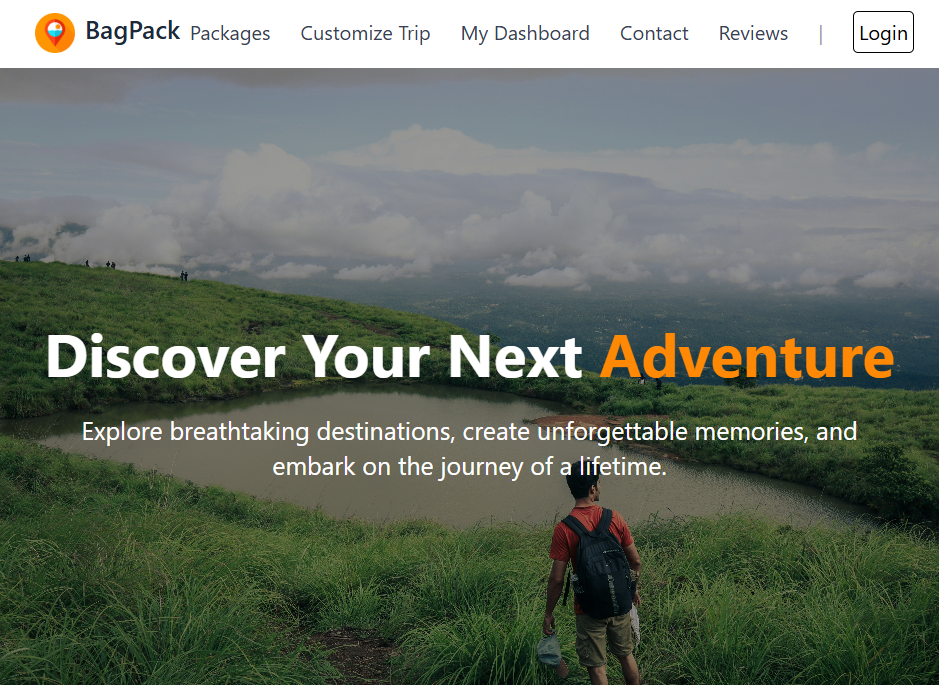 BagPack Packages Customize Trip My Dashboard Contact Reviews | Login
Discover Your Next Adventure
Explore breathtaking destinations, create unforgettable memories, and
embark on the journey of a lifetime.